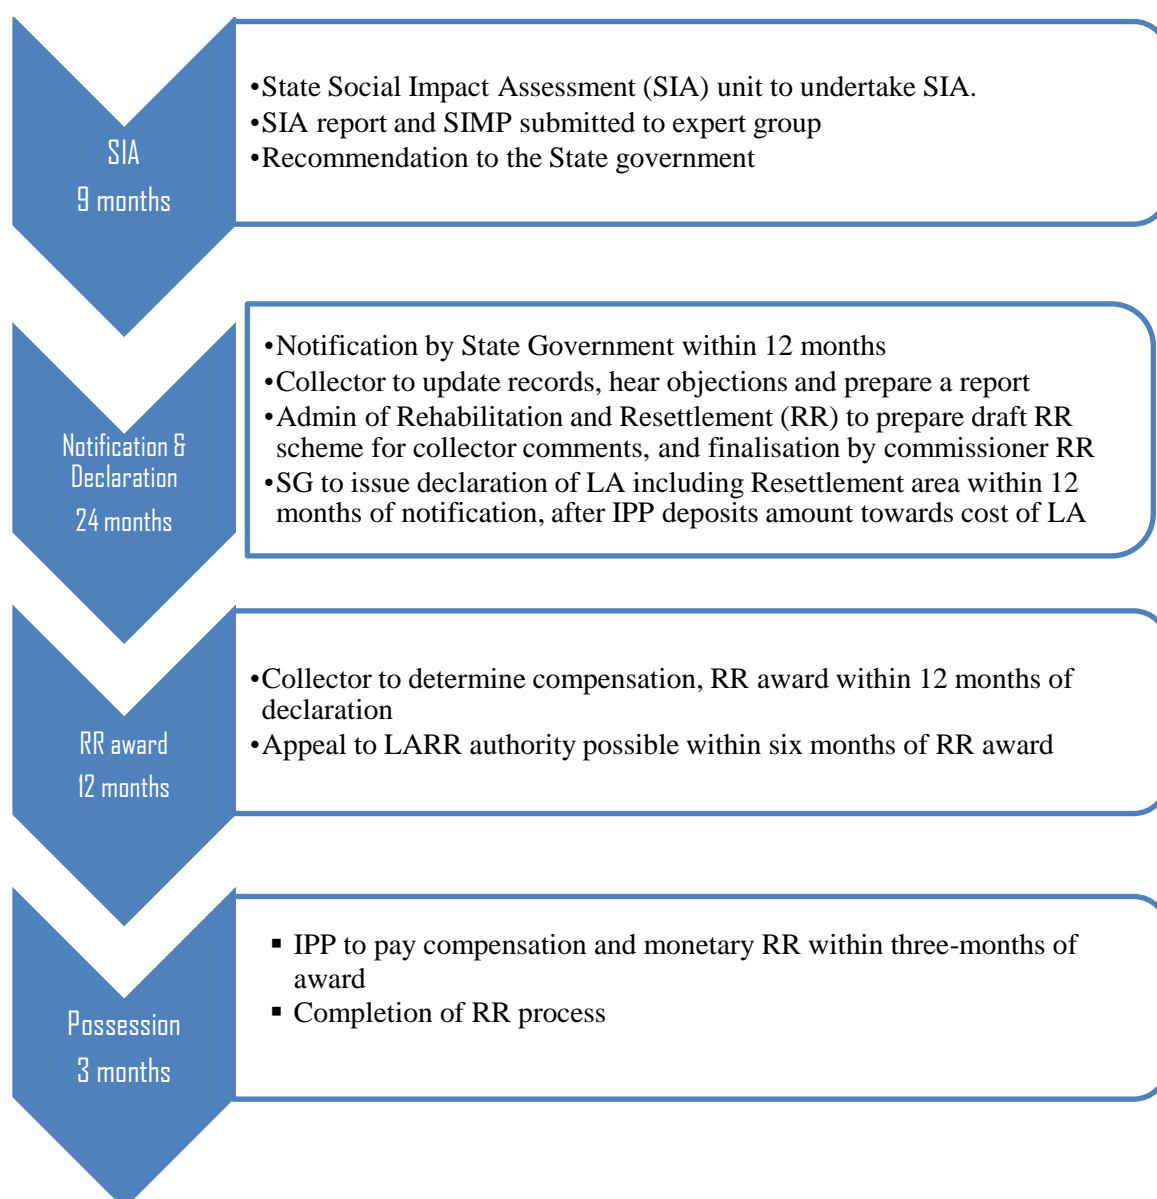 SIA
9 months
•State Social Impact Assessment (SIA) unit to undertake SIA.
•SIA report and SIMP submitted to expert group
•Recommendation to the State government
Notification &
Declaration
24 months
•Notification by State Government within 12 months
•Collector to update records, hear objections and prepare a report
•Admin of Rehabilitation and Resettlement (RR) to prepare draft RR
scheme for collector comments, and finalisation by commissioner RR
•SG to issue declaration of LA including Resettlement area within 12
months of notification, after IPP deposits amount towards cost of LA
RR award
12 months
•Collector to determine compensation, RR award within 12 months of
declaration
•Appeal to LARR authority possible within six months of RR award
Possession
3 months
▪ IPP to pay compensation and monetary RR within three-months of
award
▪ Completion of RR process